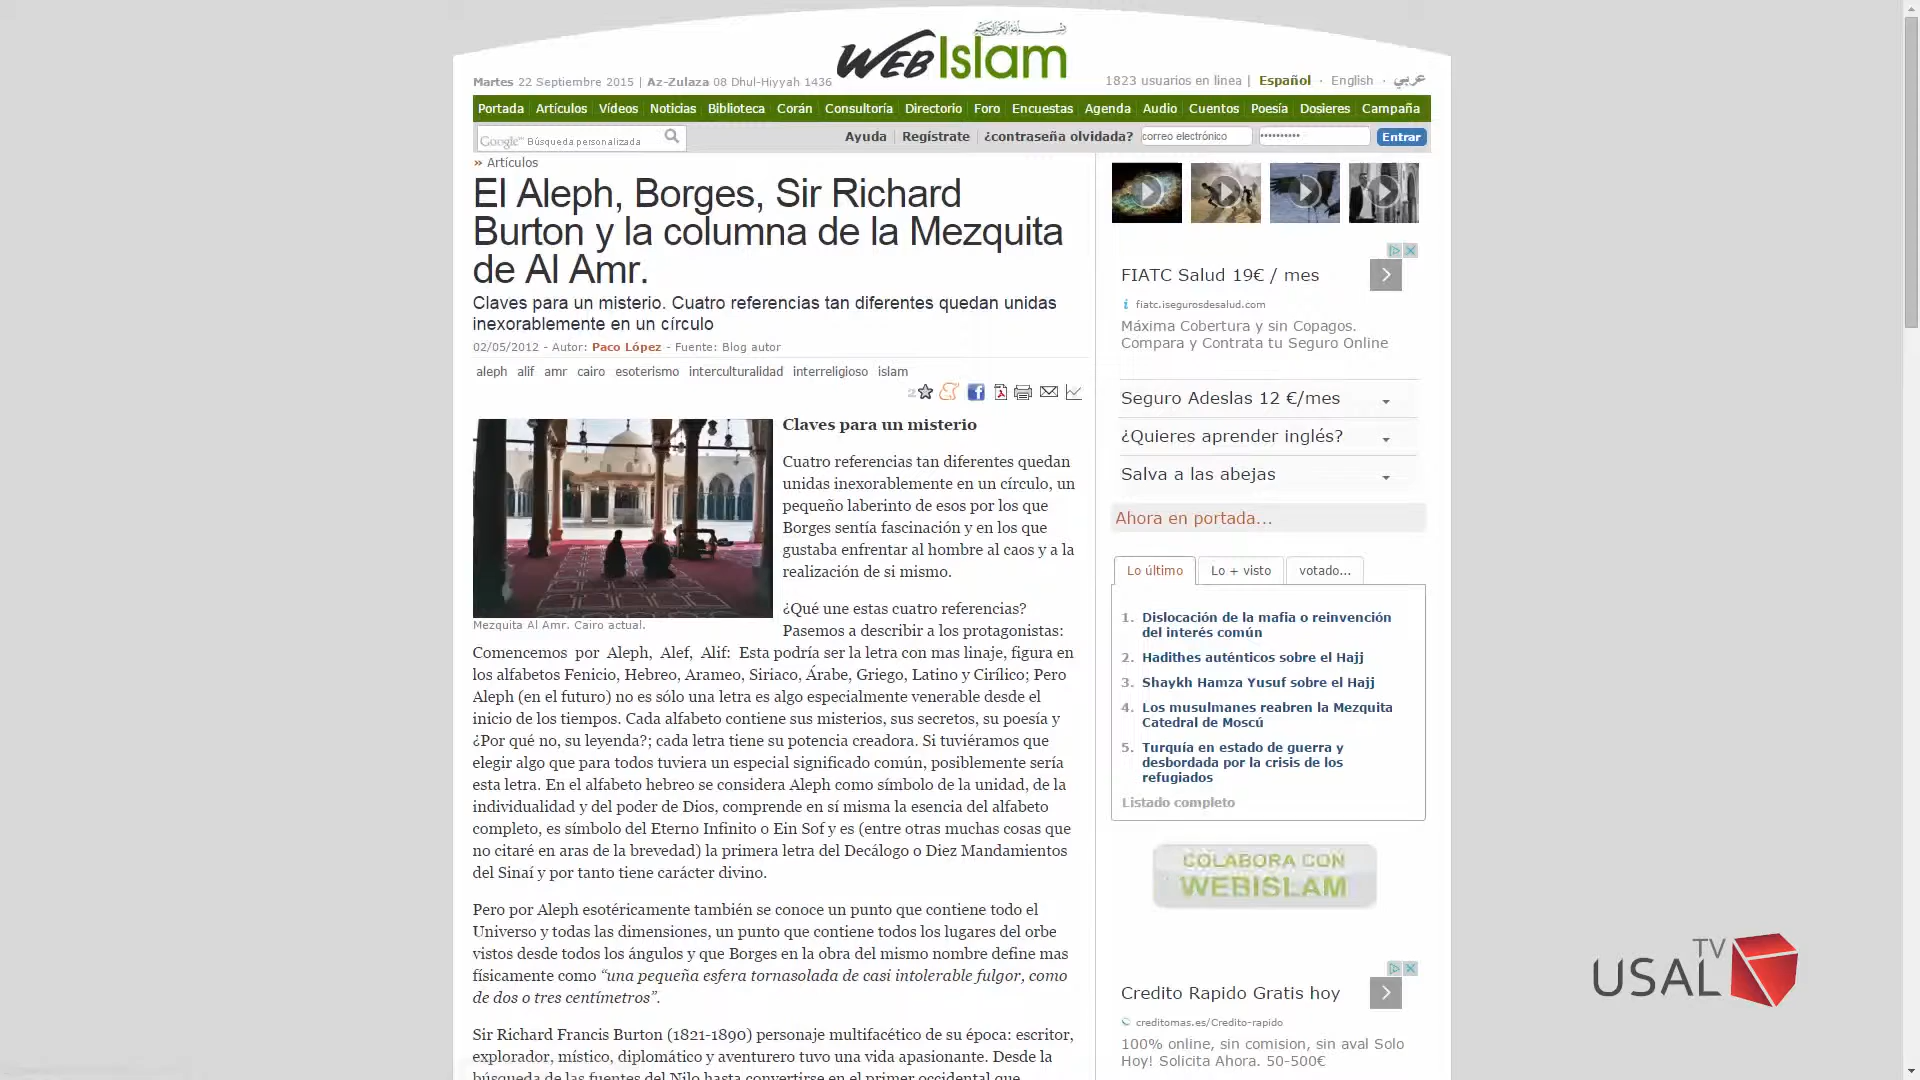 WEB Islam
Martes 22 Septiembre 2015 | Az-Zulaza 08 Dhul-Hiyyah 1436
1823 usuarios en linea | Español · English · عربي
Portada Artículos Vídeos Noticias Biblioteca Corán Consultoría Directorio Foro Encuestas Agenda Audio Cuentos Poesía Dosieres Campaña
Google™ Búsqueda personalizada
Ayuda Regístrate ¿contraseña olvidada? correo electrónico •••••••••• Entrar
» Artículos
El Aleph, Borges, Sir Richard
Burton y la columna de la Mezquita
de Al Amr.
Claves para un misterio. Cuatro referencias tan diferentes quedan unidas
inexorablemente en un círculo
02/05/2012 - Autor: Paco López - Fuente: Blog autor
aleph alif amr cairo esoterismo interculturalidad interreligioso islam
2
Claves para un misterio
Cuatro referencias tan diferentes quedan
unidas inexorablemente en un círculo, un
pequeño laberinto de esos por los que
Borges sentía fascinación y en los que
gustaba enfrentar al hombre al caos y a la
realización de si mismo.
Mezquita Al Amr. Cairo actual.
¿Qué une estas cuatro referencias?
Pasemos a describir a los protagonistas:
Comencemos por Aleph, Alef, Alif: Esta podría ser la letra con mas linaje, figura en
los alfabetos Fenicio, Hebreo, Arameo, Siriaco, Árabe, Griego, Latino y Cirílico; Pero
Aleph (en el futuro) no es sólo una letra es algo especialmente venerable desde el
inicio de los tiempos. Cada alfabeto contiene sus misterios, sus secretos, su poesía y
¿Por qué no, su leyenda?; cada letra tiene su potencia creadora. Si tuviéramos que
elegir algo que para todos tuviera un especial significado común, posiblemente sería
esta letra. En el alfabeto hebreo se considera Aleph como símbolo de la unidad, de la
individualidad y del poder de Dios, comprende en sí misma la esencia del alfabeto
completo, es símbolo del Eterno Infinito o Ein Sof y es (entre otras muchas cosas que
no citaré en aras de la brevedad) la primera letra del Decálogo o Diez Mandamientos
del Sinaí y por tanto tiene carácter divino.
Pero por Aleph esotéricamente también se conoce un punto que contiene todo el
Universo y todas las dimensiones, un punto que contiene todos los lugares del orbe
vistos desde todos los ángulos y que Borges en la obra del mismo nombre define mas
físicamente como “una pequeña esfera tornasolada de casi intolerable fulgor, como
de dos o tres centímetros”.
Sir Richard Francis Burton (1821-1890) personaje multifacético de su época: escritor,
explorador, místico, diplomático y aventurero tuvo una vida apasionante. Desde la
búsqueda de las fuentes del Nilo hasta convertirse en el primer occidental que
FIATC Salud 19€ / mes
fiatc.isegurosdesalud.com
Máxima Cobertura y sin Copagos.
Compara y Contrata tu Seguro Online
Seguro Adeslas 12 €/mes
¿Quieres aprender inglés?
Salva a las abejas
Ahora en portada...
Lo último Lo + visto votado...
1. Dislocación de la mafia o reinvención
del interés común
2. Hadithes auténticos sobre el Hajj
3. Shaykh Hamza Yusuf sobre el Hajj
4. Los musulmanes reabren la Mezquita
Catedral de Moscú
5. Turquía en estado de guerra y
desbordada por la crisis de los
refugiados
Listado completo
COLABORA CON
WEBISLAM
Credito Rapido Gratis hoy
creditomas.es/Credito-rapido
100% online, sin comision, sin aval Solo
Hoy! Solicita Ahora. 50-500€
TV
USAL